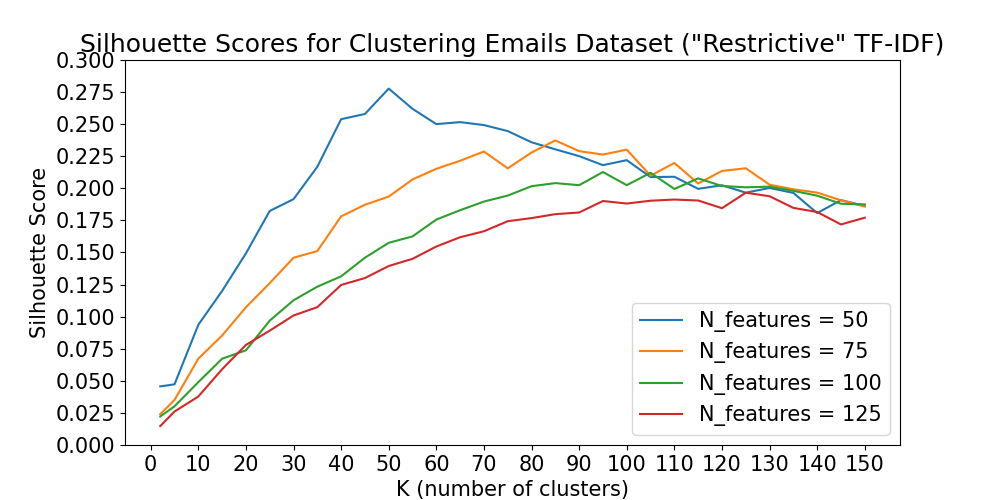 Silhouette Scores for Clustering Emails Dataset ("Restrictive" TF-IDF)
Silhouette Score
0.300
0.275
0.250
0.225
0.200
0.175
0.150
0.125
0.100
0.075
0.050
0.025
0.000
N_features = 50
N_features = 75
N_features = 100
N_features = 125
0 10 20 30 40 50 60 70 80 90 100 110 120 130 140 150
K (number of clusters)